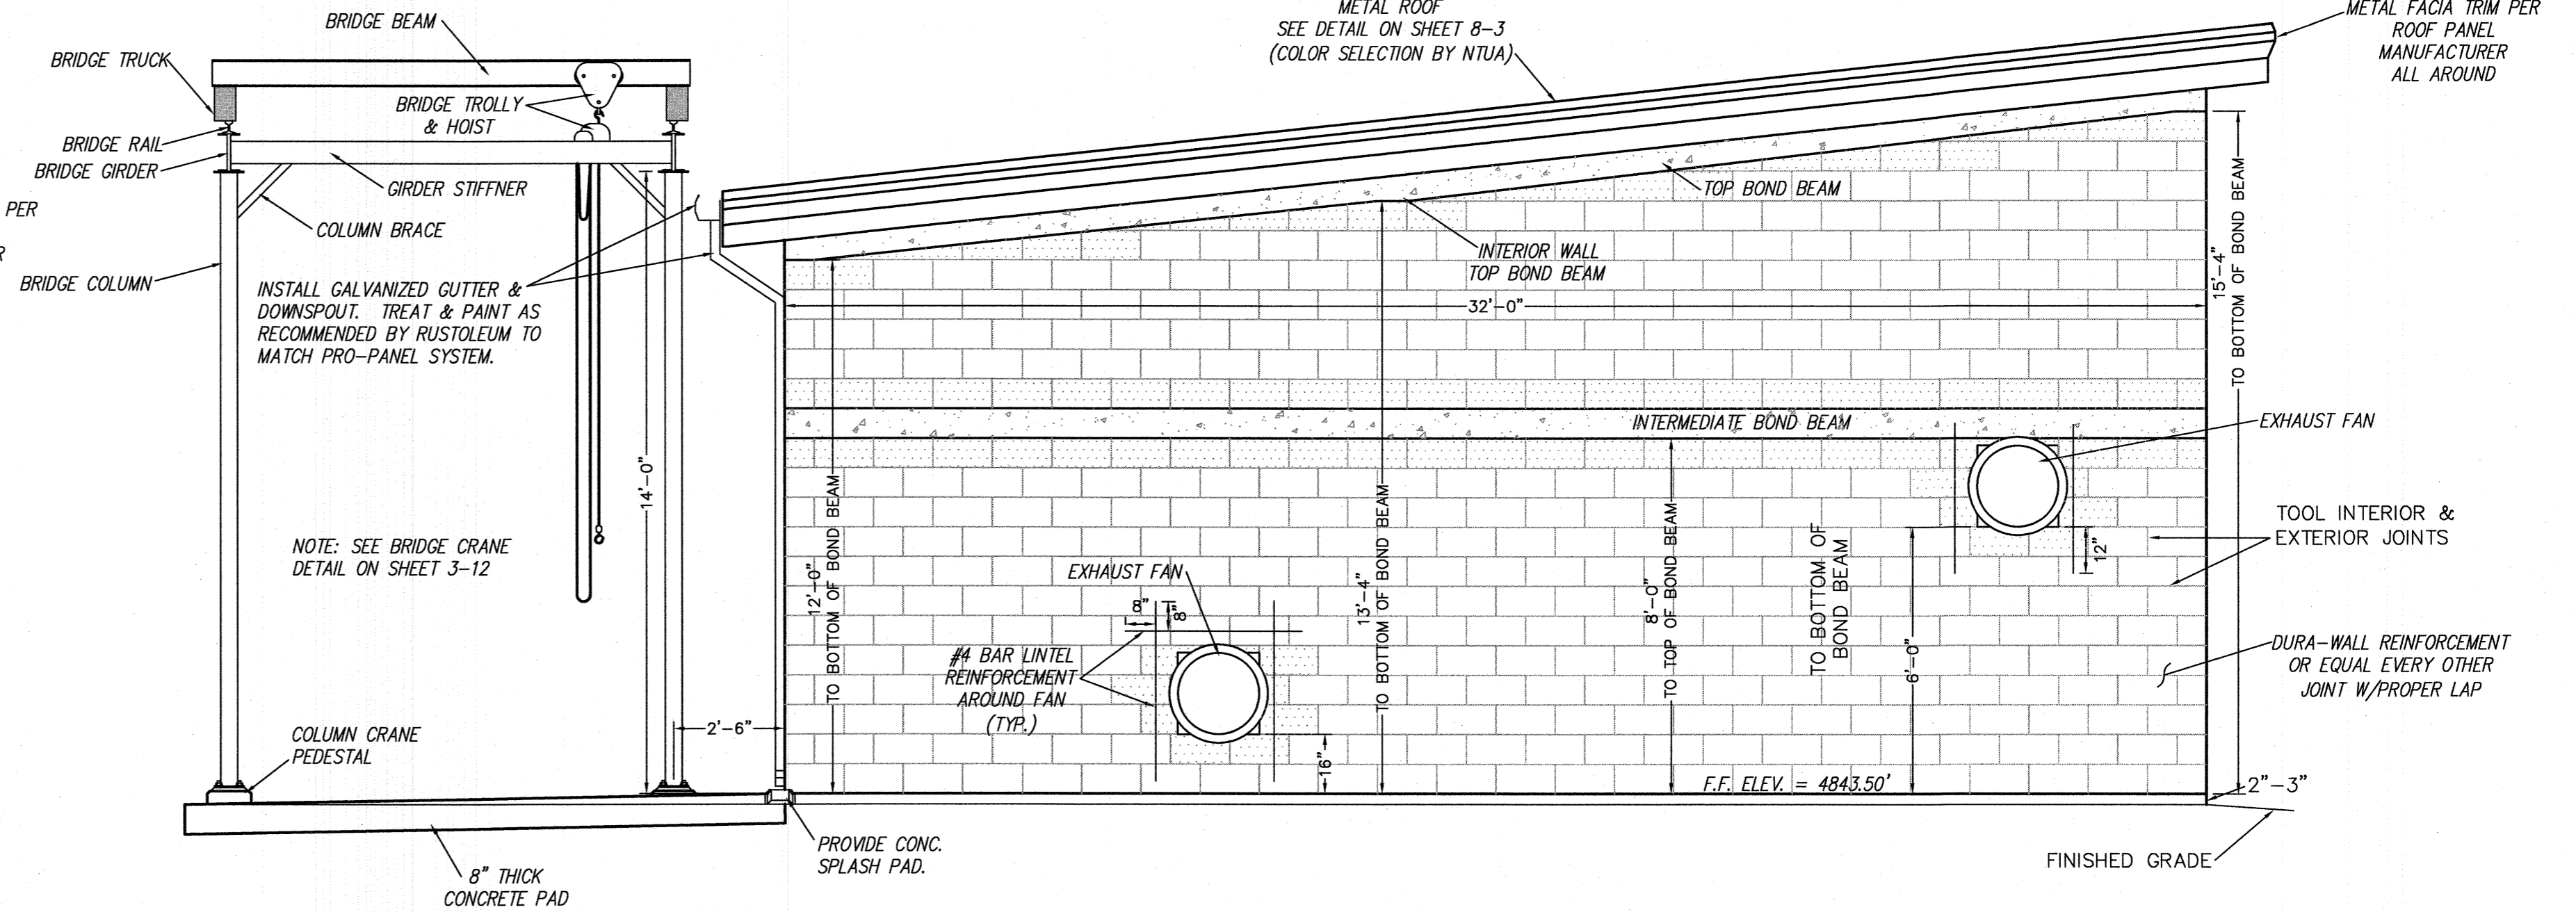 BRIDGE BEAM
BRIDGE TRUCK
BRIDGE TROLLY
& HOIST
BRIDGE RAIL
BRIDGE GIRDER
GIRDER STIFFNER
PER
COLUMN BRACE
R
BRIDGE COLUMN
INSTALL GALVANIZED GUTTER &
DOWNSPOUT. TREAT & PAINT AS
RECOMMENDED BY RUSTOLEUM TO
MATCH PRO-PANEL SYSTEM.
14'-0"
NOTE: SEE BRIDGE CRANE
DETAIL ON SHEET 3-12
COLUMN CRANE
PEDESTAL
2'-6"
8" THICK
CONCRETE PAD
PROVIDE CONC.
SPLASH PAD.
METAL ROOF
SEE DETAIL ON SHEET 8-3
(COLOR SELECTION BY NTUA)
METAL FACIA TRIM PER
ROOF PANEL
MANUFACTURER
ALL AROUND
TOP BOND BEAM
INTERIOR WALL
TOP BOND BEAM
32'-0"
15'-4"
TO BOTTOM OF BOND BEAM
INTERMEDIATE BOND BEAM
EXHAUST FAN
12'-0"
TO BOTTOM OF BOND BEAM
EXHAUST FAN
8"
8"
#4 BAR LINTEL
REINFORCEMENT
AROUND FAN
(TYP.)
16"
13'-4"
TO BOTTOM OF BOND BEAM
8'-0"
TO TOP OF BOND BEAM
TO BOTTOM OF
BOND BEAM
6'-0"
12"
TOOL INTERIOR &
EXTERIOR JOINTS
DURA-WALL REINFORCEMENT
OR EQUAL EVERY OTHER
JOINT W/PROPER LAP
F.F. ELEV. = 4843.50'
2"-3"
FINISHED GRADE